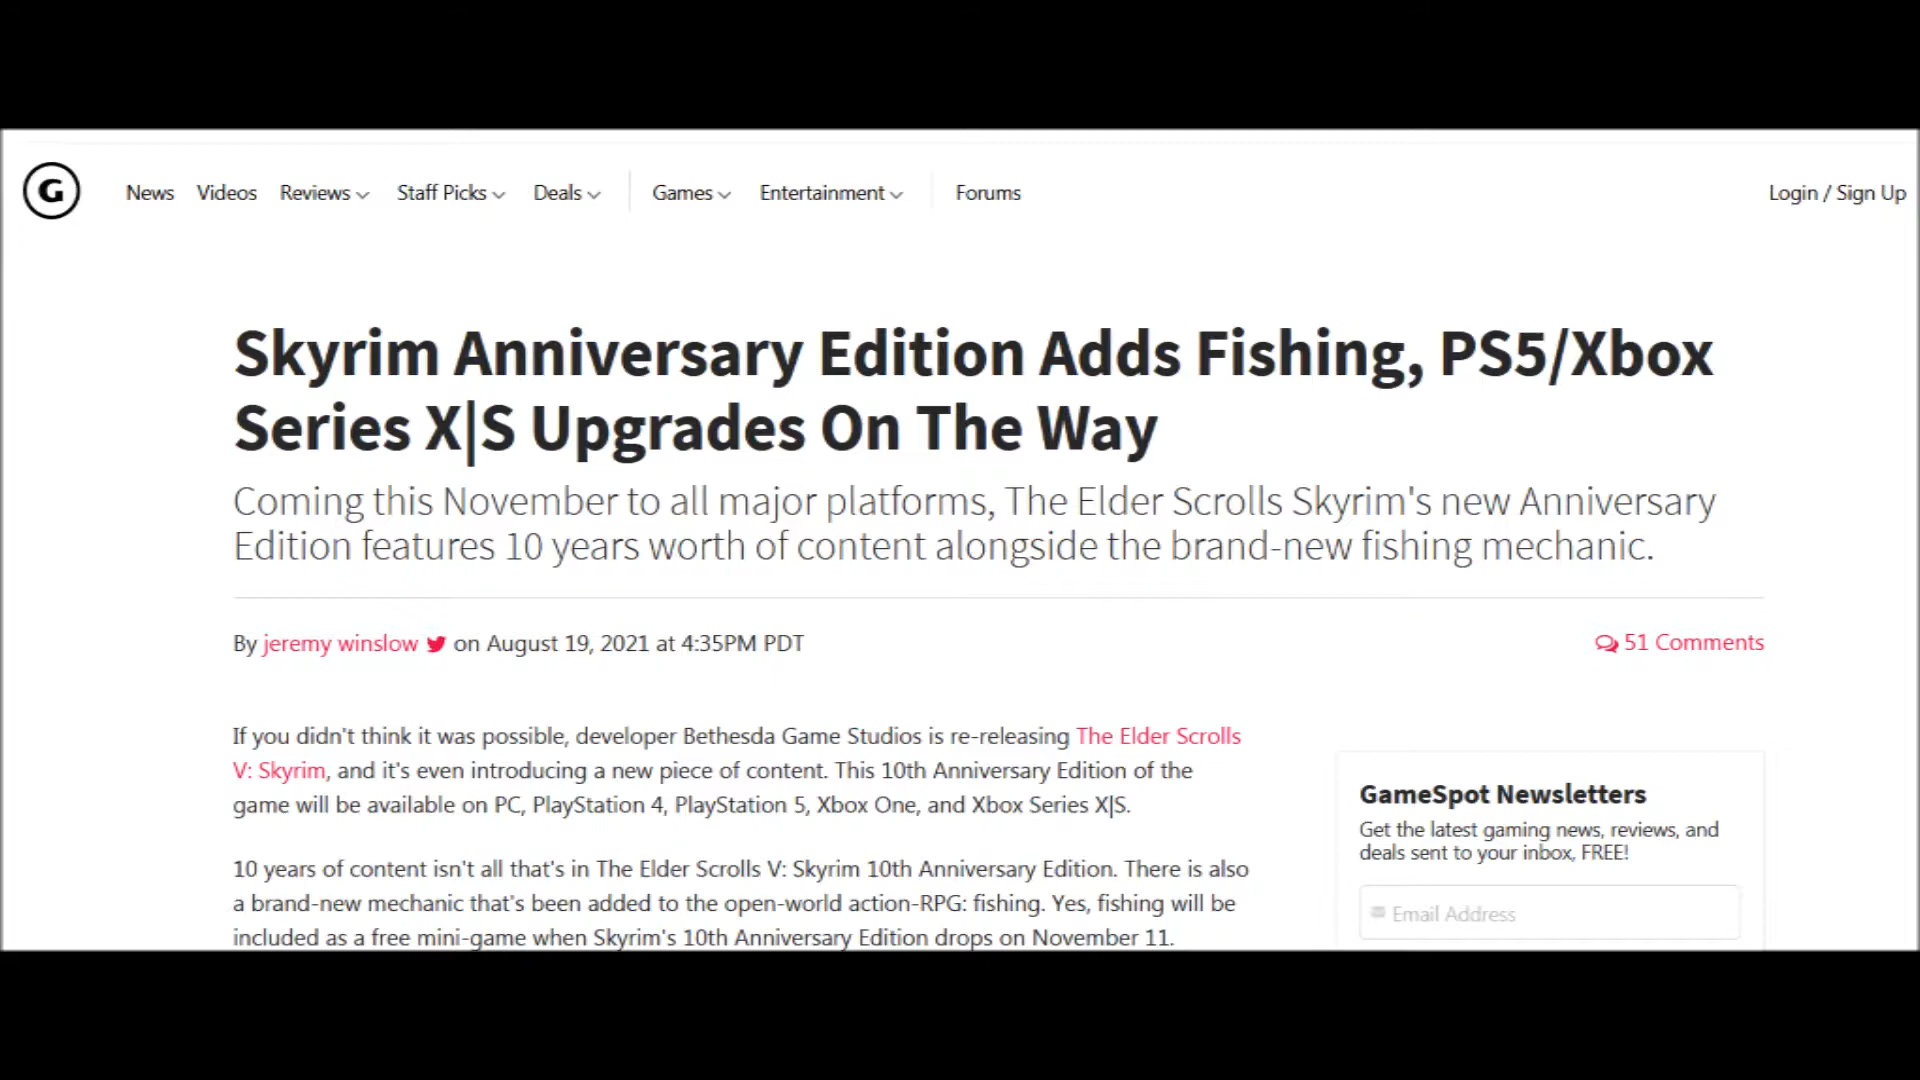 G
News Videos Reviews Staff Picks Deals Games Entertainment Forums Login / Sign Up
Skyrim Anniversary Edition Adds Fishing, PS5/Xbox
Series X|S Upgrades On The Way
Coming this November to all major platforms, The Elder Scrolls Skyrim's new Anniversary
Edition features 10 years worth of content alongside the brand-new fishing mechanic.
By jeremy winslow on August 19, 2021 at 4:35PM PDT
51 Comments
If you didn't think it was possible, developer Bethesda Game Studios is re-releasing The Elder Scrolls
V: Skyrim, and it's even introducing a new piece of content. This 10th Anniversary Edition of the
game will be available on PC, PlayStation 4, PlayStation 5, Xbox One, and Xbox Series X|S.
10 years of content isn't all that's in The Elder Scrolls V: Skyrim 10th Anniversary Edition. There is also
a brand-new mechanic that's been added to the open-world action-RPG: fishing. Yes, fishing will be
included as a free mini-game when Skyrim's 10th Anniversary Edition drops on November 11.
GameSpot Newsletters
Get the latest gaming news, reviews, and
deals sent to your inbox, FREE!
Email Address